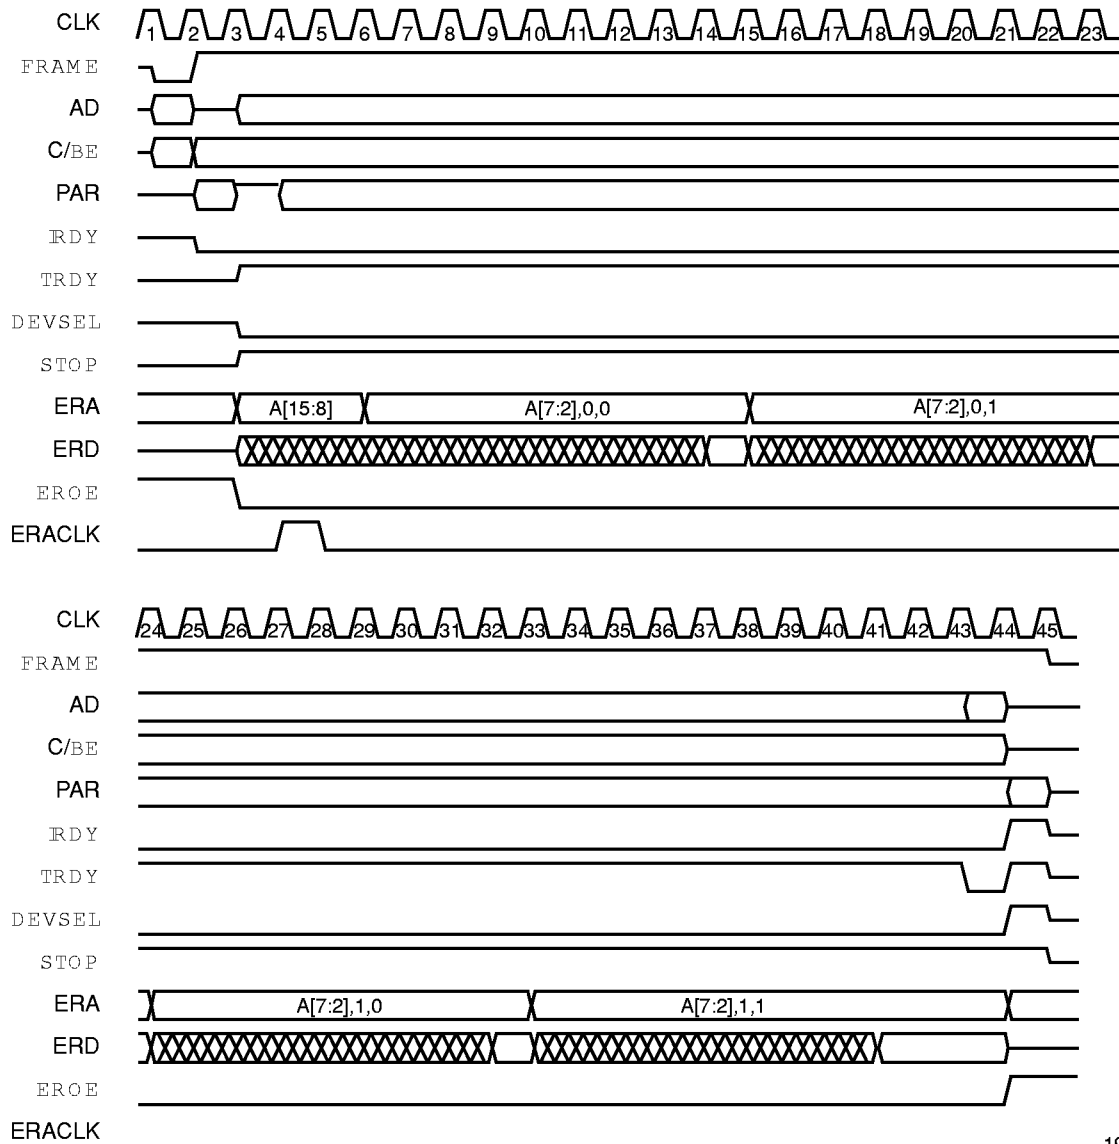 CLK 1 2 3 4 5 6 7 8 9 10 11 12 13 14 15 16 17 18 19 20 21 22 23
FRAME
AD
C/BE
PAR
IRDY
TRDY
DEVSEL
STOP
ERA A[15:8] A[7:2],0,0 A[7:2],0,1
ERD
EROE
ERACLK
CLK 24 25 26 27 28 29 30 31 32 33 34 35 36 37 38 39 40 41 42 43 44 45
FRAME
AD
C/BE
PAR
IRDY
TRDY
DEVSEL
STOP
ERA A[7:2],1,0 A[7:2],1,1
ERD
EROE
ERACLK